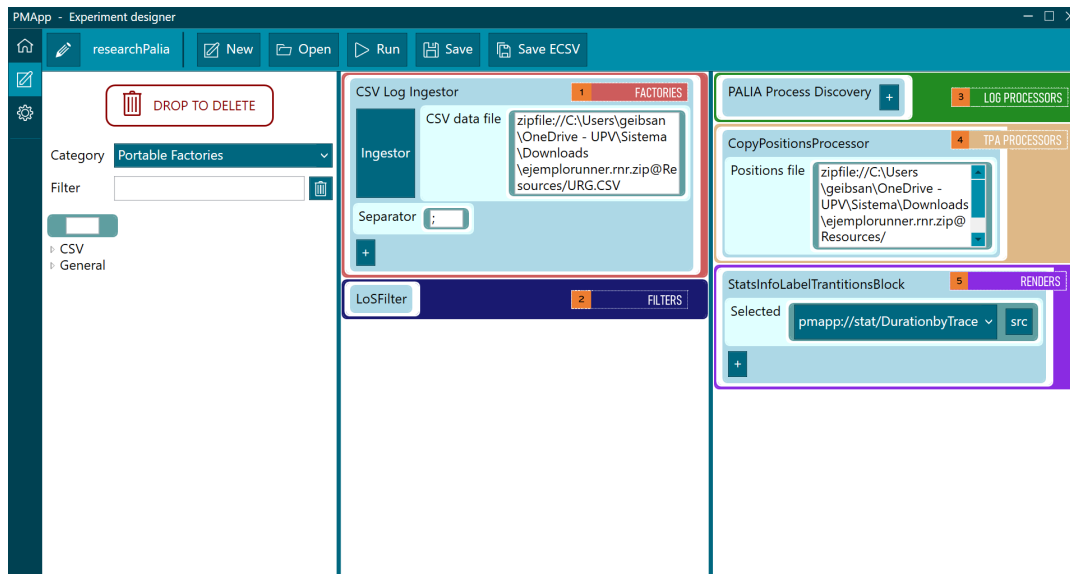 PMApp - Experiment designer
researchPalia
New
Open
Run
Save
Save ECSV
DROP TO DELETE
Category
Portable Factories
Filter
CSV
General
CSV Log Ingestor
1
FACTORIES
Ingestor
CSV data file
zipfile://C:\Users\geibsan
\OneDrive - UPV\Sistema
\Downloads
\ejemplorunner.rnr.zip@Re
sources/URG.CSV
Separator
;
+
LoSFilter
2
FILTERS
PALIA Process Discovery
+
3
LOG PROCESSORS
CopyPositionsProcessor
4
TPA PROCESSORS
Positions file
zipfile://C:\Users
\geibsan\OneDrive -
UPV\Sistema\Downloads
\ejemplorunner.rnr.zip@
Resources/
StatsInfoLabelTrantitionsBlock
5
RENDERS
Selected
pmapp://stat/DurationbyTrace
src
+